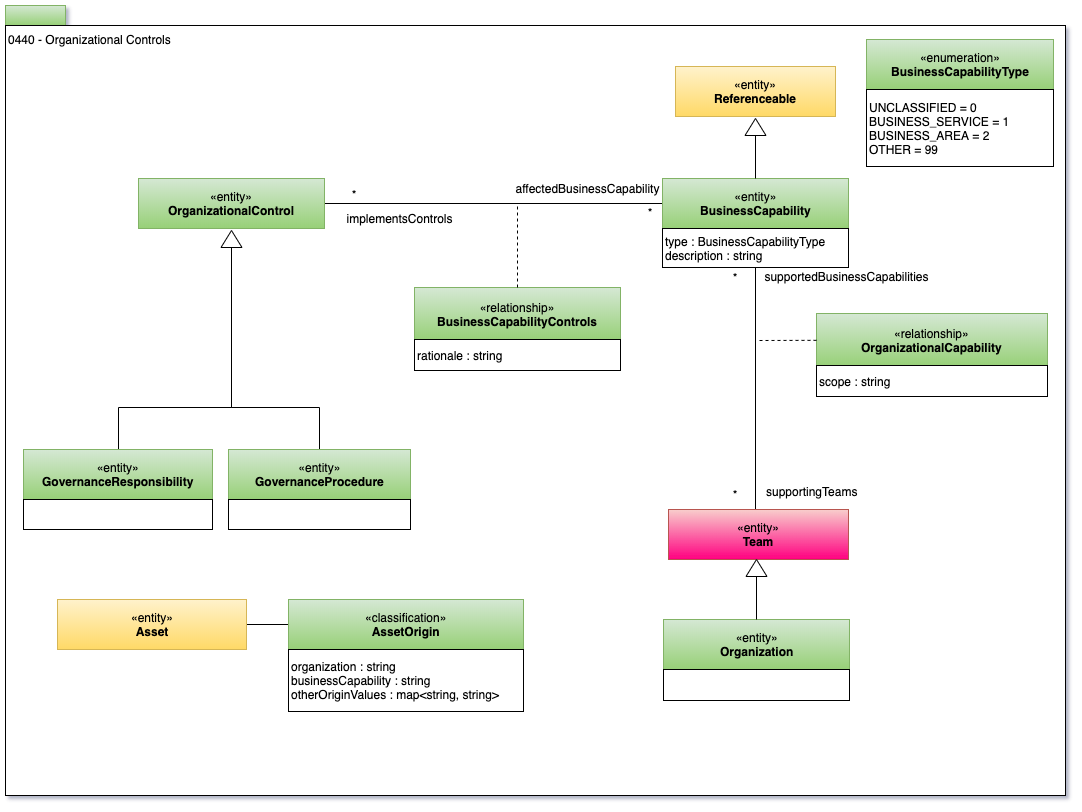 0440 - Organizational Controls
«enumeration»
BusinessCapabilityType
UNCLASSIFIED = 0
BUSINESS_SERVICE = 1
BUSINESS_AREA = 2
OTHER = 99
«entity»
Referenceable
«entity»
OrganizationalControl
*
implementsControls
affectedBusinessCapability
*
«entity»
BusinessCapability
type : BusinessCapabilityType
description : string
*
supportedBusinessCapabilities
«relationship»
BusinessCapabilityControls
rationale : string
«relationship»
OrganizationalCapability
scope : string
«entity»
GovernanceResponsibility
«entity»
GovernanceProcedure
*
supportingTeams
«entity»
Team
«entity»
Asset
«classification»
AssetOrigin
organization : string
businessCapability : string
otherOriginValues : map<string, string>
«entity»
Organization